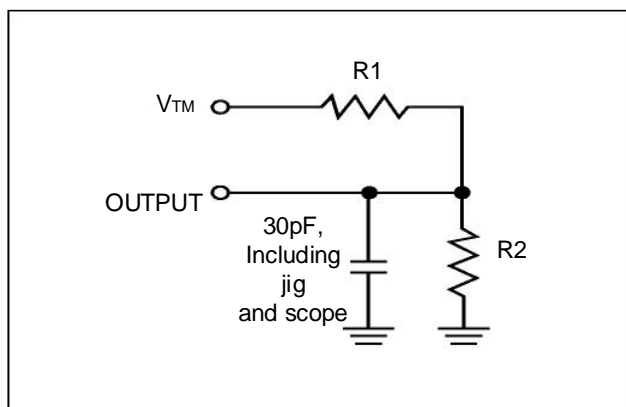 R1
VTM
OUTPUT
30pF,
Including
jig
and scope
R2